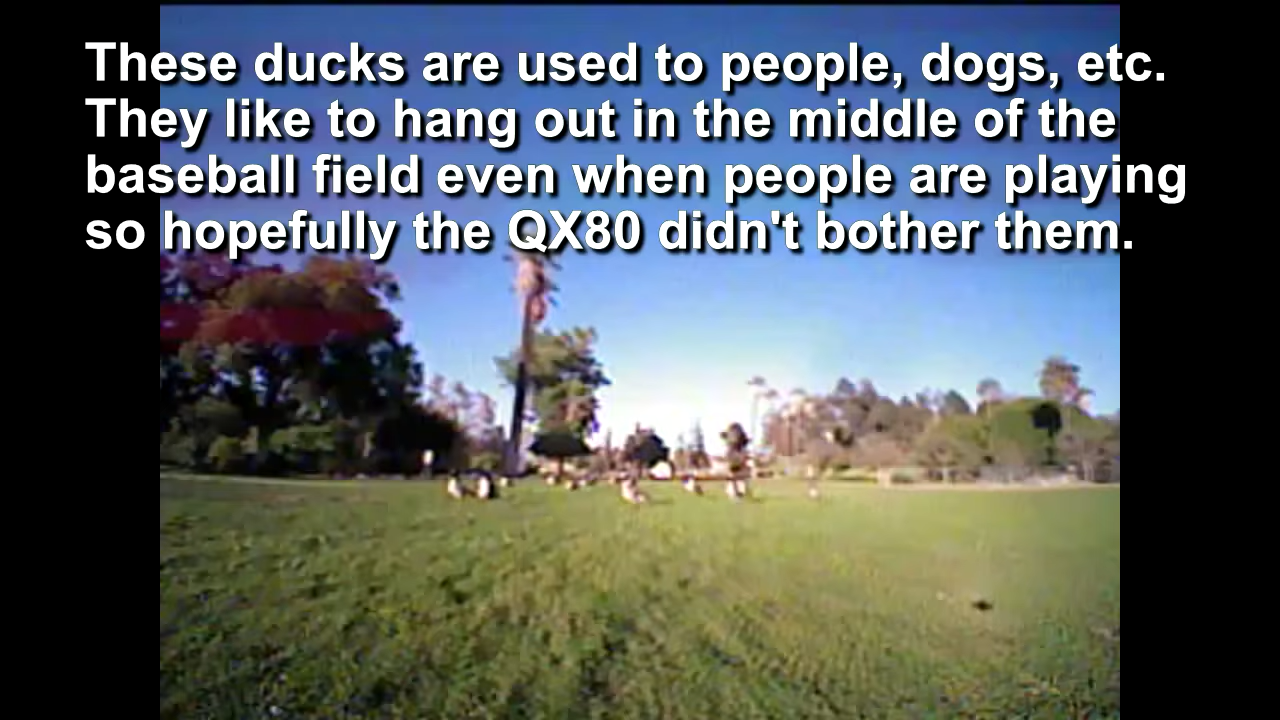 These ducks are used to people, dogs, etc.
They like to hang out in the middle of the
baseball field even when people are playing
so hopefully the QX80 didn't bother them.